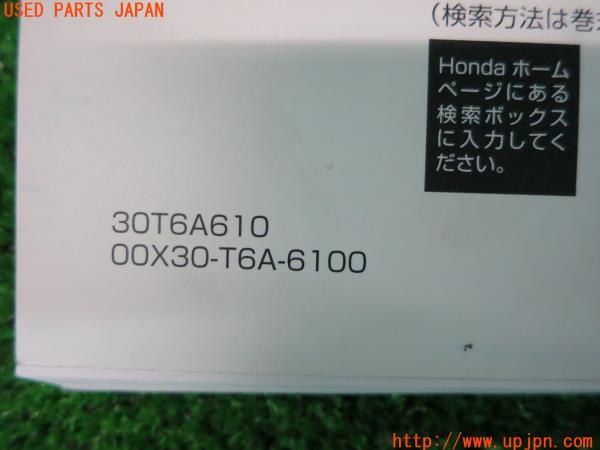 USED PARTS JAPAN
（検索方法は巻
Honda ホーム
ページにある
検索ボックス
に入力してく
ださい。
30T6A610
00X30-T6A-6100
http://www.upjpn.com/